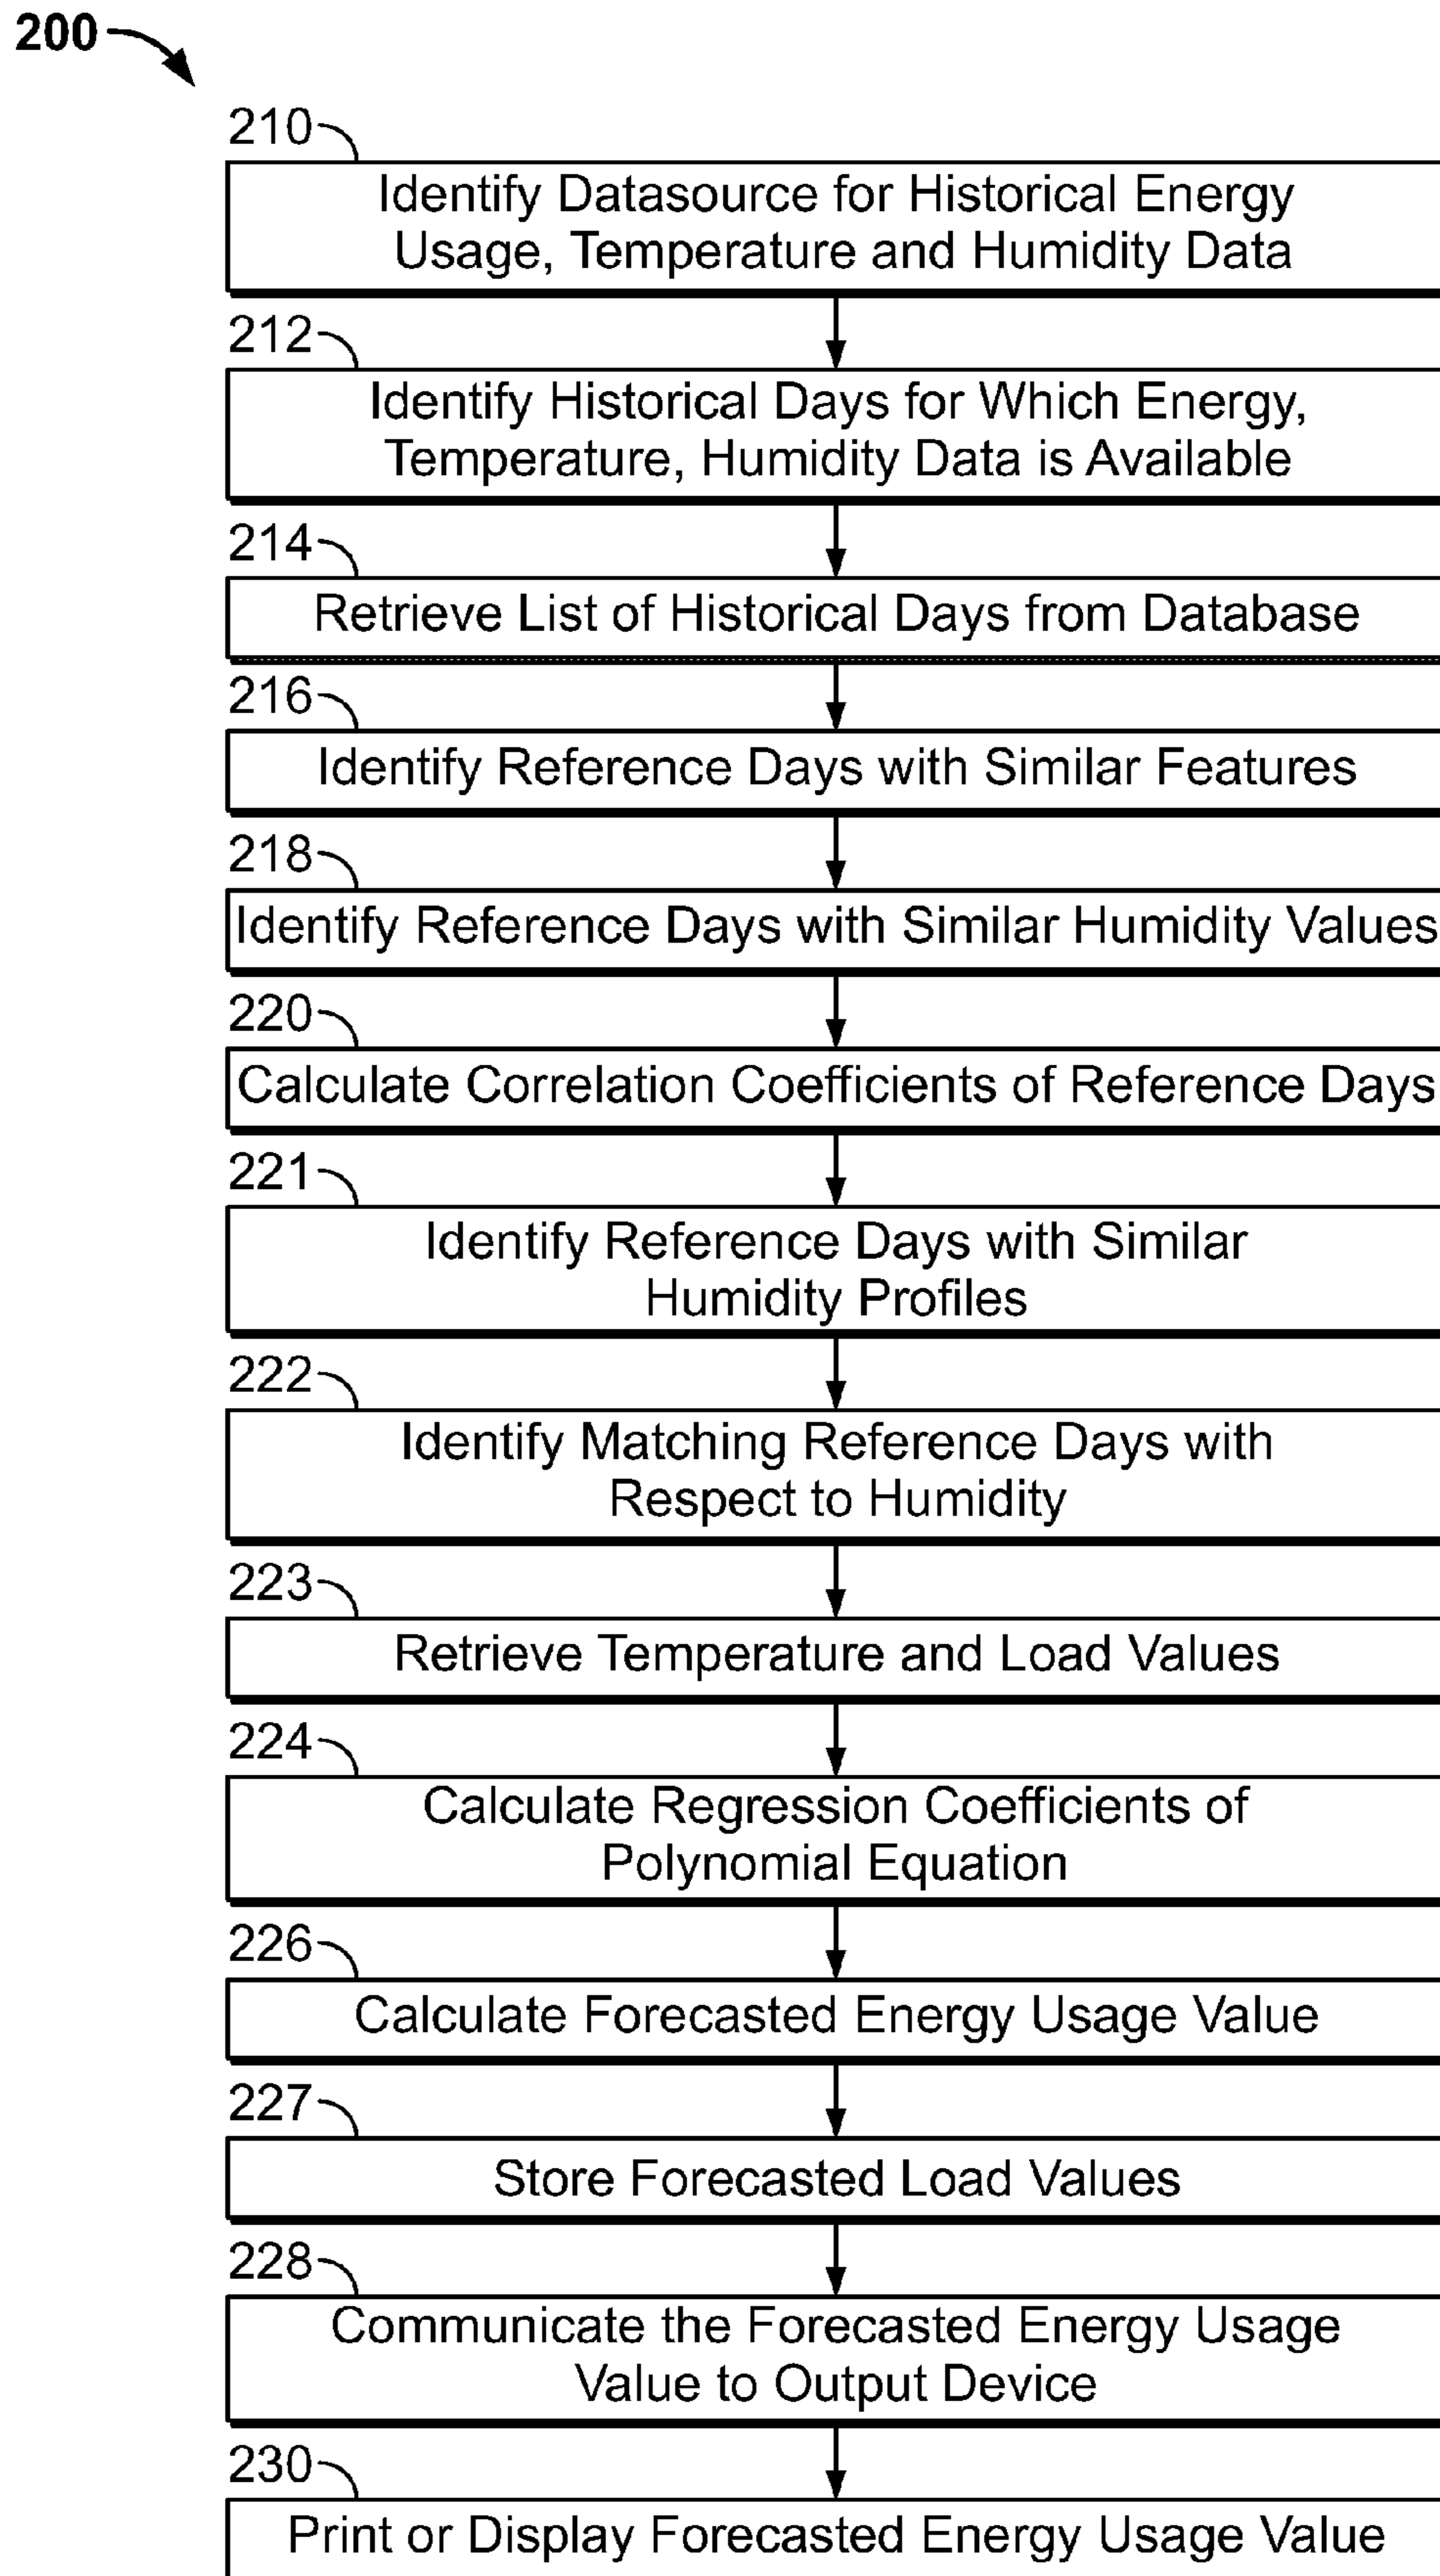 200
210
Identify Datasource for Historical Energy
Usage, Temperature and Humidity Data
212
Identify Historical Days for Which Energy,
Temperature, Humidity Data is Available
214
Retrieve List of Historical Days from Database
216
Identify Reference Days with Similar Features
218
Identify Reference Days with Similar Humidity Values
220
Calculate Correlation Coefficients of Reference Days
221
Identify Reference Days with Similar
Humidity Profiles
222
Identify Matching Reference Days with
Respect to Humidity
223
Retrieve Temperature and Load Values
224
Calculate Regression Coefficients of
Polynomial Equation
226
Calculate Forecasted Energy Usage Value
227
Store Forecasted Load Values
228
Communicate the Forecasted Energy Usage
Value to Output Device
230
Print or Display Forecasted Energy Usage Value